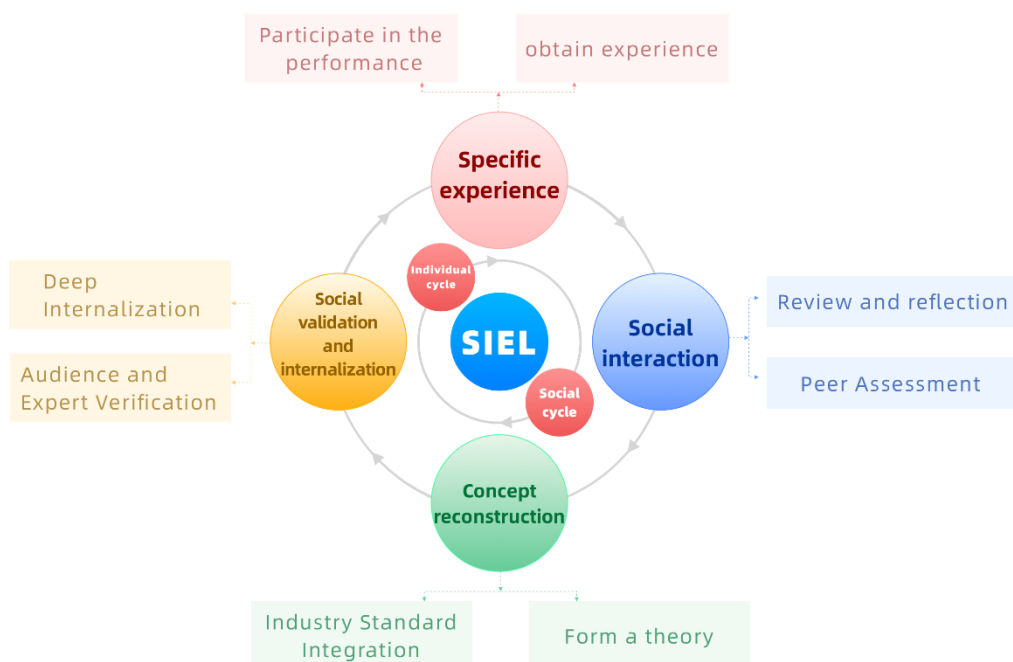 Participate in the
performance
obtain experience
Specific
experience
Individual
cycle
Deep
Internalization
Social
validation
and
internalization
SIEL
Social
interaction
Review and reflection
Audience and
Expert Verification
Social
cycle
Peer Assessment
Concept
reconstruction
Industry Standard
Integration
Form a theory